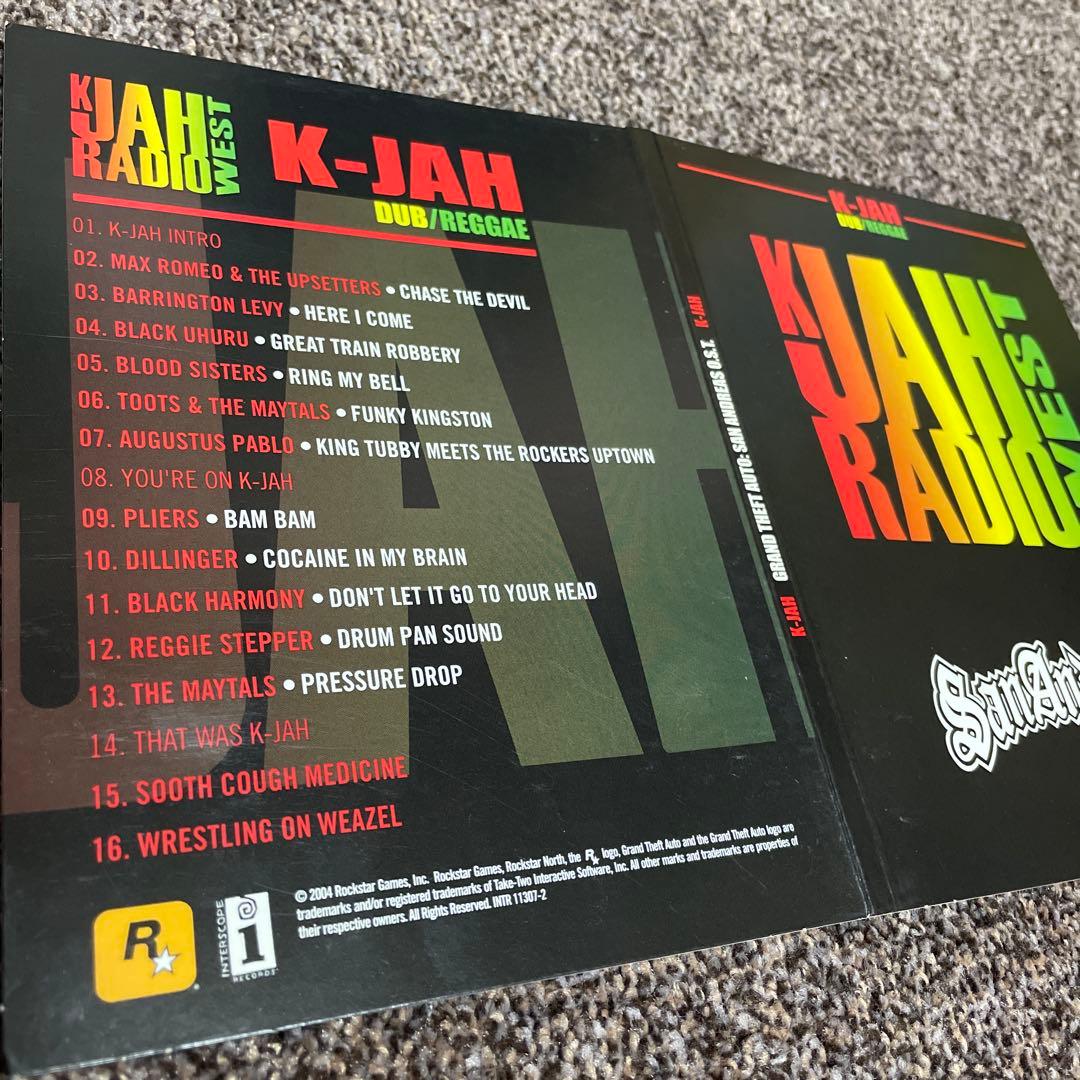 K JAH
RADIO
WEST
K-JAH
DUB/REGGAE
01. K-JAH INTRO
02. MAX ROMEO & THE UPSETTERS • CHASE THE DEVIL
03. BARRINGTON LEVY • HERE I COME
04. BLACK UHURU • GREAT TRAIN ROBBERY
05. BLOOD SISTERS • RING MY BELL
06. TOOTS & THE MAYTALS • FUNKY KINGSTON
07. AUGUSTUS PABLO • KING TUBBY MEETS THE ROCKERS UPTOWN
08. YOU'RE ON K-JAH
09. PLIERS • BAM BAM
10. DILLINGER • COCAINE IN MY BRAIN
11. BLACK HARMONY • DON'T LET IT GO TO YOUR HEAD
12. REGGIE STEPPER • DRUM PAN SOUND
13. THE MAYTALS • PRESSURE DROP
14. THAT WAS K-JAH
15. SOOTH COUGH MEDICINE
16. WRESTLING ON WEAZEL
R
INTERSCOPE
i
RECORDS
© 2004 Rockstar Games, Inc. Rockstar Games, Rockstar North, the R logo, Grand Theft Auto and the Grand Theft Auto logo are
trademarks and/or registered trademarks of Take-Two Interactive Software, Inc. All other marks and trademarks are properties of
their respective owners. All Rights Reserved. INTR 11307-2
K-JAH GRAND THEFT AUTO: SAN ANDREAS O.S.T. K-JAH
K-JAH
DUB/REGGAE
K JAH
RADIO
WEST
San An